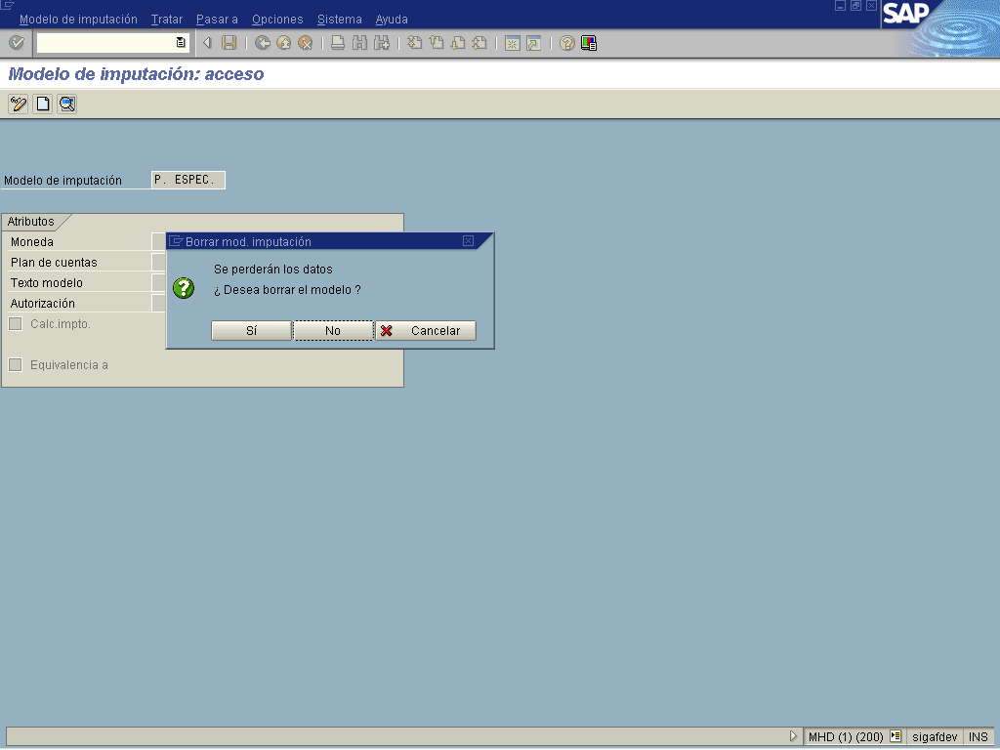 Modelo de imputación Tratar Pasar a Opciones Sistema Ayuda
SAP
Modelo de imputación: acceso
Modelo de imputación P. ESPEC.
Atributos
Moneda
Plan de cuentas
Texto modelo
Autorización
Calc.impto.
Equivalencia a
Borrar mod. imputación
Se perderán los datos
¿ Desea borrar el modelo ?
Sí No Cancelar
MHD (1) (200) sigafdev INS